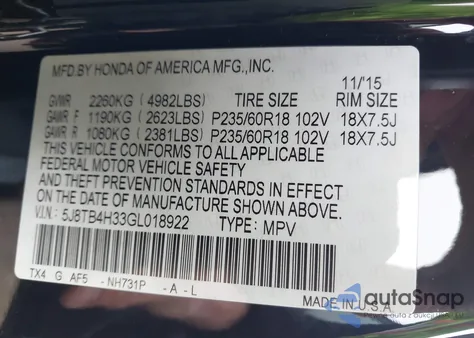 MFD.BY HONDA OF AMERICA MFG.,INC.
11/'15
GVWR 2260KG (4982LBS) TIRE SIZE RIM SIZE
GAWR F 1190KG (2623LBS) P235/60R18 102V 18X7.5J
GAWR R 1080KG (2381LBS) P235/60R18 102V 18X7.5J
THIS VEHICLE CONFORMS TO ALL APPLICABLE
FEDERAL MOTOR VEHICLE SAFETY
AND THEFT PREVENTION STANDARDS IN EFFECT
ON THE DATE OF MANUFACTURE SHOWN ABOVE.
V.I.N.: 5J8TB4H33GL018922 TYPE: MPV
TX4 G AF5 - NH731P - A - L
MADE IN U.S.A
autoSnap